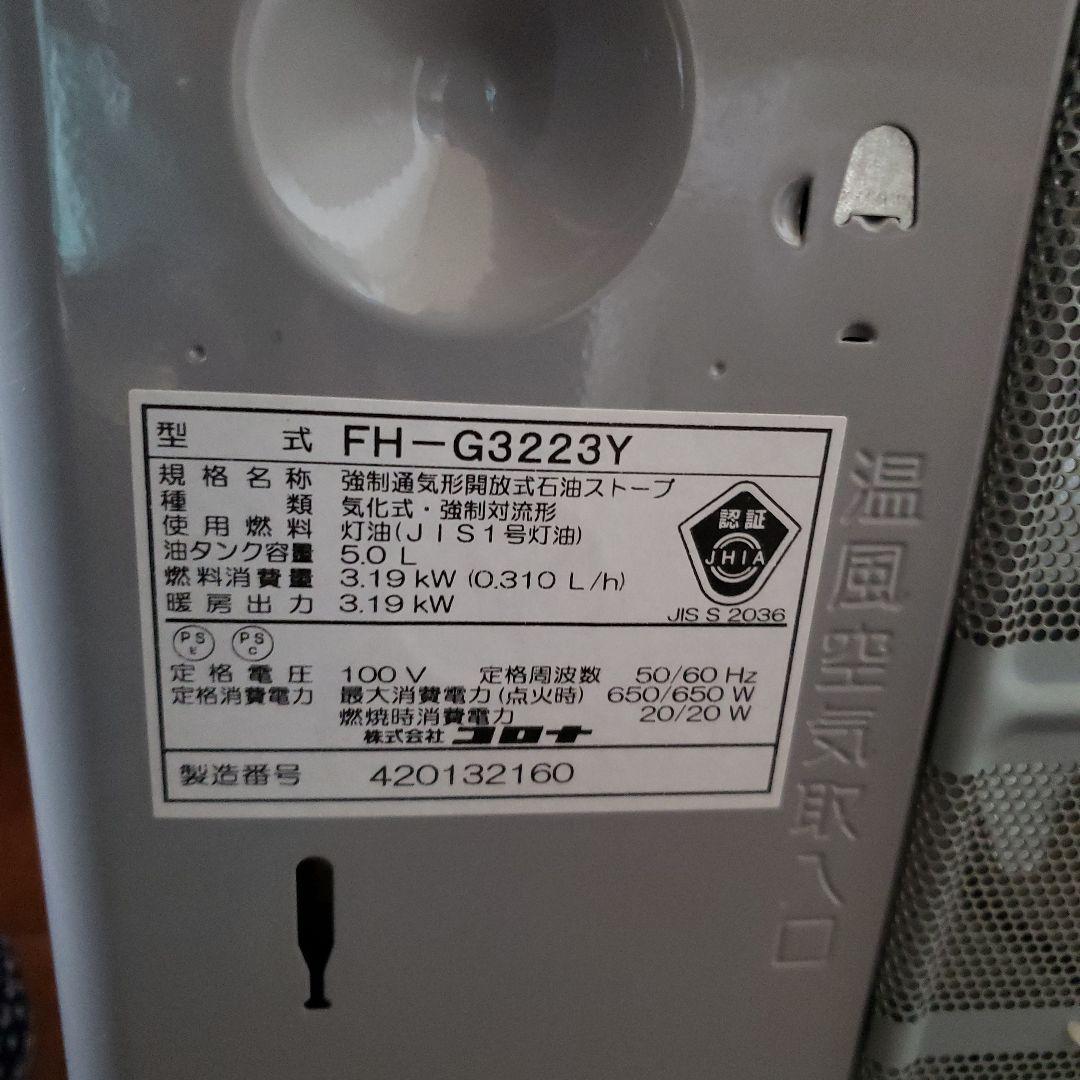 型式 FH-G3223Y
規格名称 強制通気形開放式石油ストーブ
種類 気化式・強制対流形
使用燃料 灯油(JIS1号灯油)
油タンク容量 5.0 L
燃料消費量 3.19 kW (0.310 L/h)
暖房出力 3.19 kW
認証
JHIA
JIS S 2036
PS E PS C
定格電圧 100 V 定格周波数 50/60 Hz
定格消費電力 最大消費電力(点火時) 650/650 W
燃焼時消費電力 20/20 W
株式会社 コロナ
製造番号 420132160
温風空気取入口